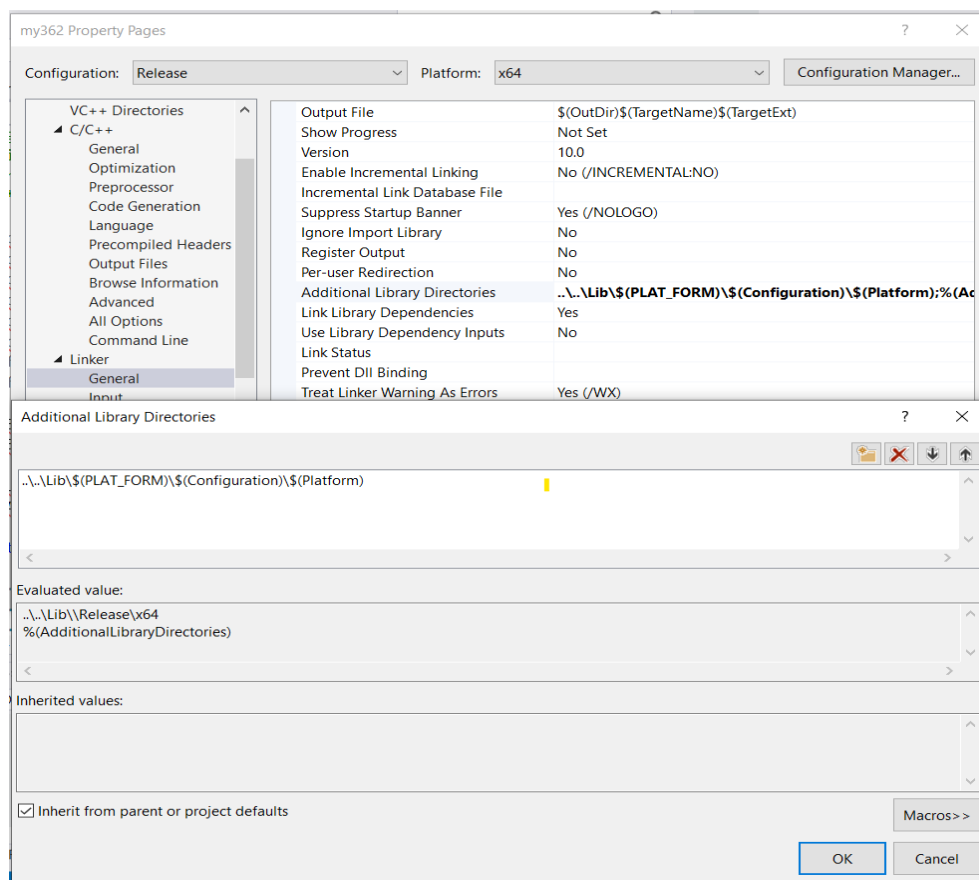 my362 Property Pages
Configuration: Release Platform: x64 Configuration Manager...
VC++ Directories
C/C++
General
Optimization
Preprocessor
Code Generation
Language
Precompiled Headers
Output Files
Browse Information
Advanced
All Options
Command Line
Linker
General
Input
Output File $(OutDir)$(TargetName)$(TargetExt)
Show Progress Not Set
Version 10.0
Enable Incremental Linking No (/INCREMENTAL:NO)
Incremental Link Database File
Suppress Startup Banner Yes (/NOLOGO)
Ignore Import Library No
Register Output No
Per-user Redirection No
Additional Library Directories ..\..\Lib\$(PLAT_FORM)\$(Configuration)\$(Platform);%(Ad
Link Library Dependencies Yes
Use Library Dependency Inputs No
Link Status
Prevent Dll Binding
Treat Linker Warning As Errors Yes (/WX)
Additional Library Directories
..\..\Lib\$(PLAT_FORM)\$(Configuration)\$(Platform)
Evaluated value:
..\..\Lib\\Release\x64
%(AdditionalLibraryDirectories)
Inherited values:
Inherit from parent or project defaults
Macros>>
OK Cancel